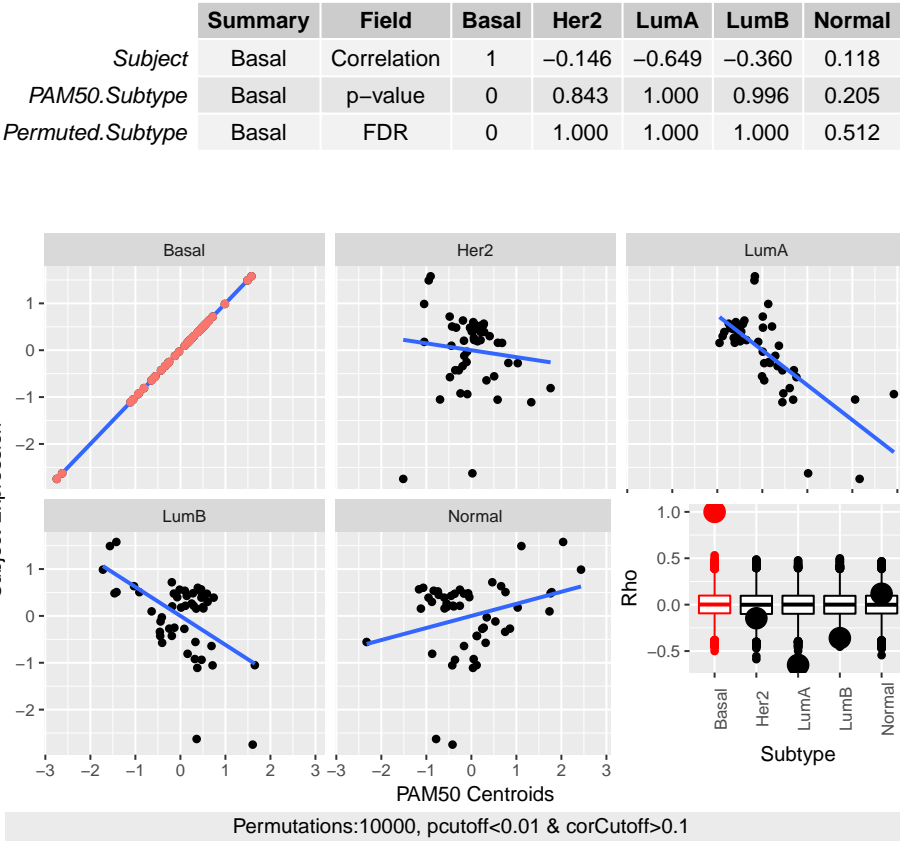 Summary Field Basal Her2 LumA LumB Normal
Subject Basal Correlation 1 −0.146 −0.649 −0.360 0.118
PAM50.Subtype Basal p−value 0 0.843 1.000 0.996 0.205
Permuted.Subtype Basal FDR 0 1.000 1.000 1.000 0.512
Basal Her2 LumA
1
0
−1
−2
LumB Normal
1
0
−1
−2
−3 −2 −1 0 1 2 3 −3 −2 −1 0 1 2 3
PAM50 Centroids
Rho
1.0
0.5
0.0
−0.5
Basal Her2 LumA LumB Normal
Subtype
Permutations:10000, pcutoff<0.01 & corCutoff>0.1